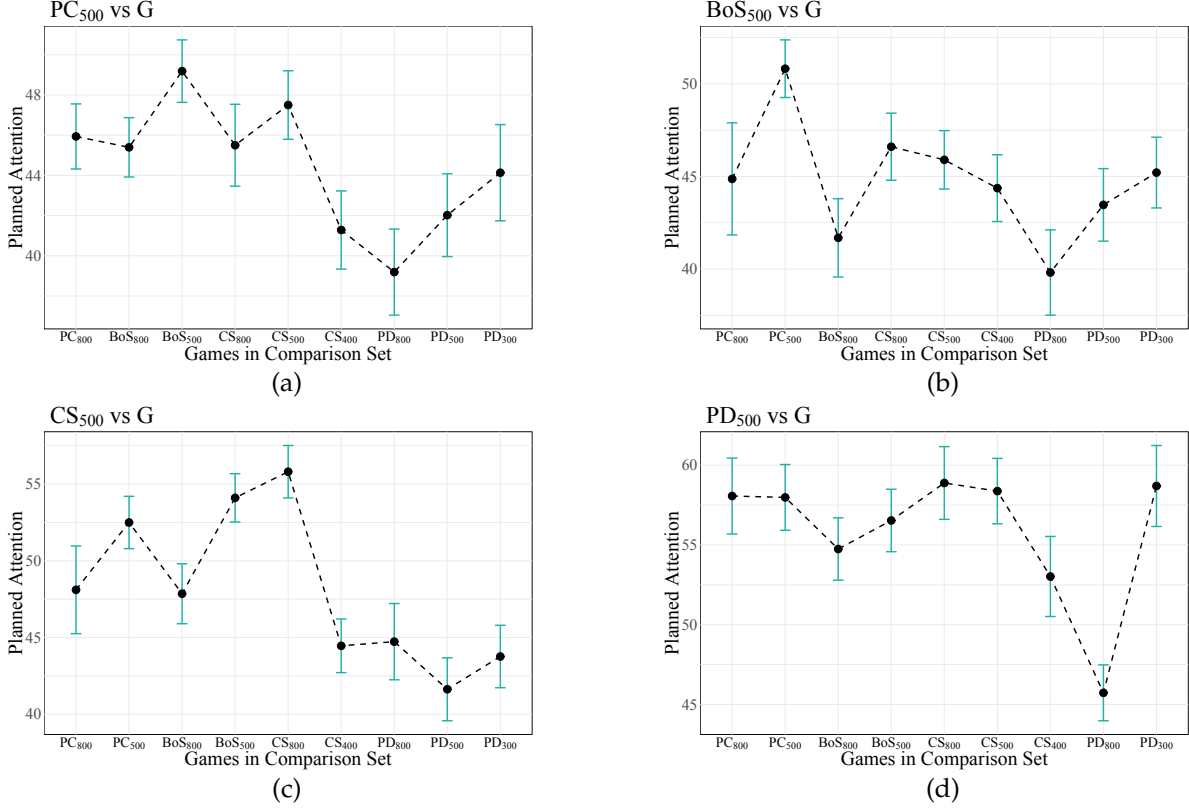 PC₅₀₀ vs G
Planned Attention
48
44
40
PC₈₀₀ BoS₈₀₀ BoS₅₀₀ CS₈₀₀ CS₅₀₀ CS₄₀₀ PD₈₀₀ PD₅₀₀ PD₃₀₀
Games in Comparison Set
(a)
BoS₅₀₀ vs G
Planned Attention
50
45
40
PC₈₀₀ PC₅₀₀ BoS₈₀₀ CS₈₀₀ CS₅₀₀ CS₄₀₀ PD₈₀₀ PD₅₀₀ PD₃₀₀
Games in Comparison Set
(b)
CS₅₀₀ vs G
Planned Attention
55
50
45
40
PC₈₀₀ PC₅₀₀ BoS₈₀₀ BoS₅₀₀ CS₈₀₀ CS₄₀₀ PD₈₀₀ PD₅₀₀ PD₃₀₀
Games in Comparison Set
(c)
PD₅₀₀ vs G
Planned Attention
60
55
50
45
PC₈₀₀ PC₅₀₀ BoS₈₀₀ BoS₅₀₀ CS₈₀₀ CS₅₀₀ CS₄₀₀ PD₈₀₀ PD₃₀₀
Games in Comparison Set
(d)